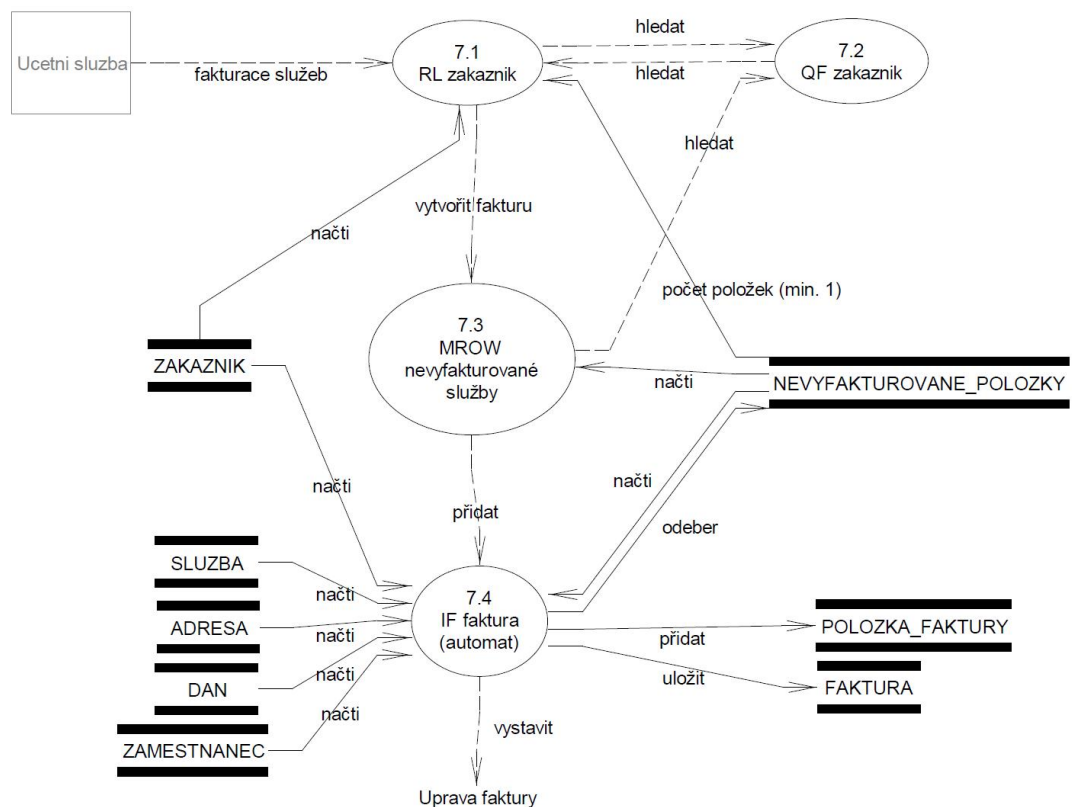 hledat
7.1
RL zakaznik
7.2
QF zakaznik
Ucetni sluzba
fakturace služeb
hledat
hledat
vytvořit fakturu
načti
počet položek (min. 1)
7.3
MROW
nevyfakturované
služby
ZAKAZNIK
načti
NEVYFAKTUROVANE_POLOZKY
načti
načti
přidat
odeber
SLUZBA
načti
7.4
IF faktura
(automat)
ADRESA
načti
přidat
POLOZKA_FAKTURY
DAN
načti
uložit
FAKTURA
načti
vystavit
ZAMESTNANEC
Uprava faktury